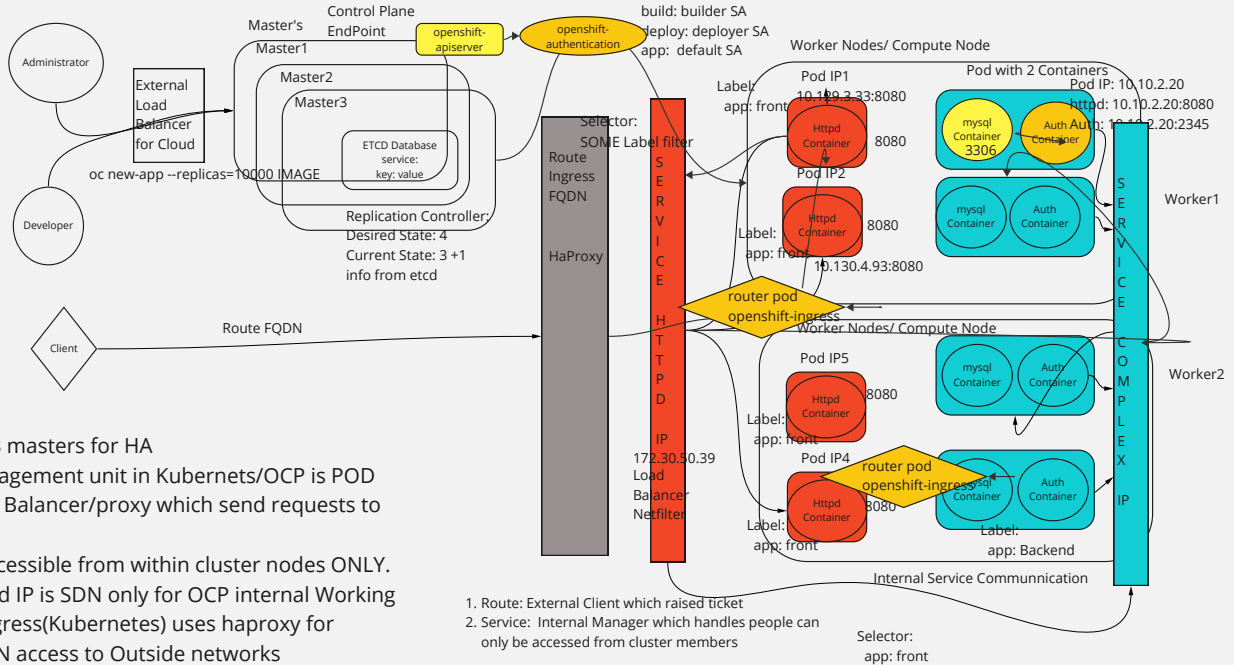 Administrator
Developer
External
Load
Balancer
for Cloud
Master's
Master1
Master2
Master3
Control Plane
EndPoint
openshift-
apiserver
openshift-
authentication
build: builder SA
deploy: deployer SA
app: default SA
ETCD Database
service:
key: value
oc new-app --replicas=10000 IMAGE
Replication Controller:
Desired State: 4
Current State: 3 +1
info from etcd
Client
Route FQDN
Route
Ingress
FQDN
HaProxy
Selector:
SOME Label filter
S
E
R
V
I
C
E
H
T
T
P
D
IP
172.30.50.39
Load
Balancer
Netfilter
Worker Nodes/ Compute Node
Label:
app: front
Pod IP1
10.129.3.33:8080
Httpd
Container
8080
Pod IP2
Httpd
Container
8080
Label:
app: front
10.130.4.93:8080
Pod with 2 Containers
Pod IP: 10.10.2.20
httpd: 10.10.2.20:8080
Auth: 10.10.2.20:2345
mysql
Container
3306
Auth
Container
mysql
Container
Auth
Container
Worker1
router pod
openshift-ingress
Worker Nodes/ Compute Node
Pod IP5
Httpd
Container
8080
Label:
app: front
Pod IP4
Httpd
Container
8080
Label:
app: front
router pod
openshift-ingress
mysql
Container
Auth
Container
mysql
Container
Auth
Container
Label:
app: Backend
Worker2
S
E
R
V
I
C
E
C
O
M
P
L
E
X
IP
Internal Service Communnication
Selector:
app: front
masters for HA
agement unit in Kubernets/OCP is POD
Balancer/proxy which send requests to
cessible from within cluster nodes ONLY.
d IP is SDN only for OCP internal Working
gress(Kubernetes) uses haproxy for
N access to Outside networks
1. Route: External Client which raised ticket
2. Service: Internal Manager which handles people can
only be accessed from cluster members